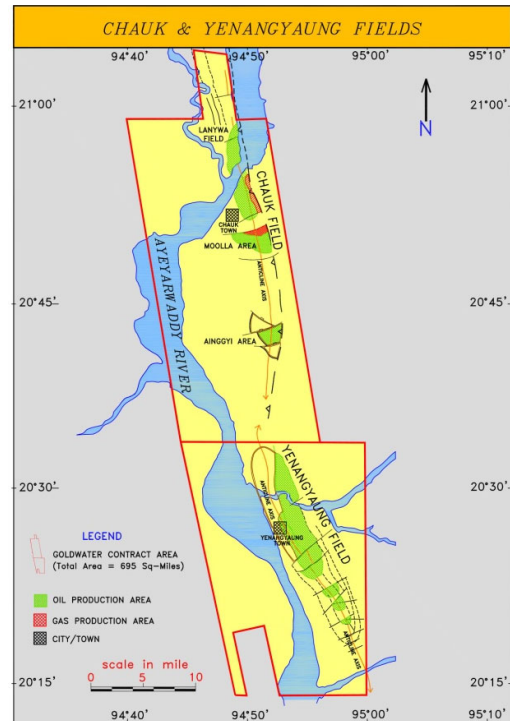 CHAUK & YENANGYAUNG FIELDS
94°40'
94°50'
95°00'
95°10'
21°00'
21°00'
N
LANYWA
FIELD
CHAUK FIELD
CHAUK
TOWN
MOOLLA AREA
ANTICLINE AXIS
AYEYARWADDY RIVER
20°45'
20°45'
AINGGYI AREA
YENANGYAUNG FIELD
20°30'
20°30'
ANTICLINE AXIS
YENANGYAUNG
TOWN
LEGEND
GOLDWATER CONTRACT AREA
(Total Area = 695 Sq-Miles)
OIL PRODUCTION AREA
GAS PRODUCTION AREA
CITY/TOWN
scale in mile
0
5
10
ANTICLINE AXIS
20°15'
20°15'
94°40'
94°50'
95°00'
95°10'